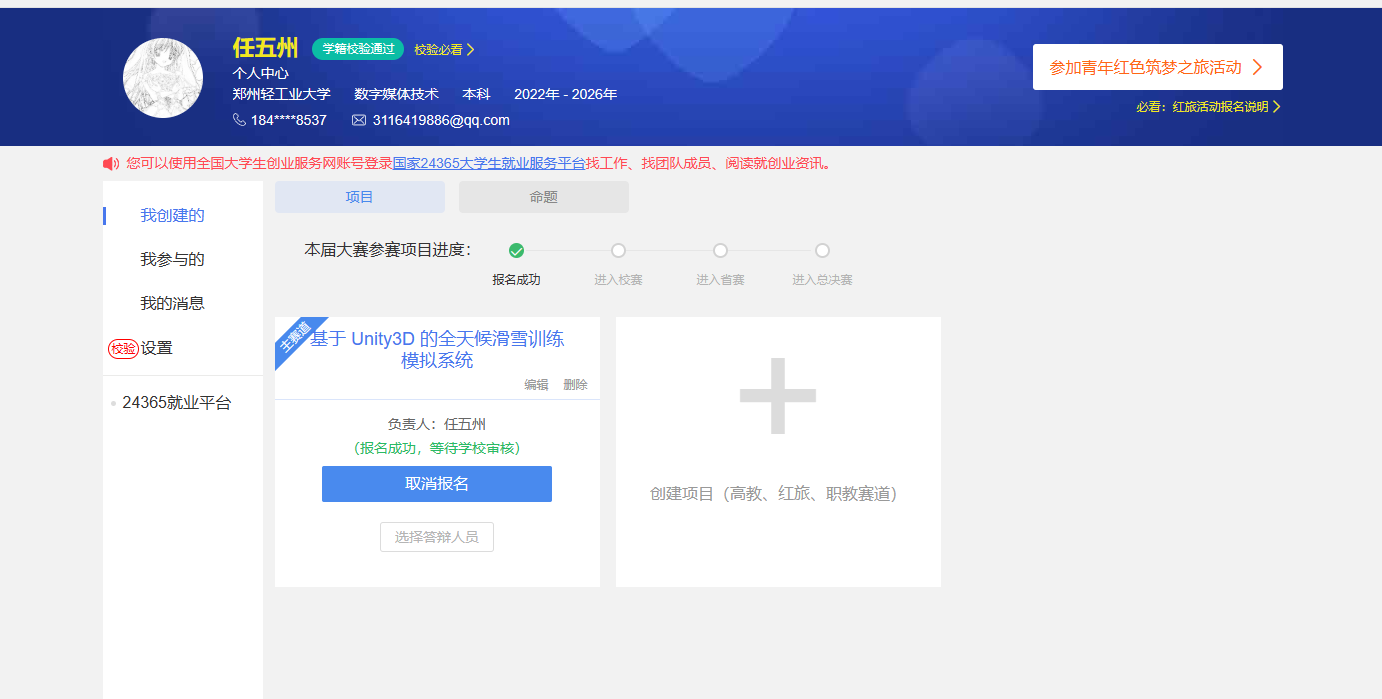 任五州 学籍校验通过 校验必看
个人中心
郑州轻工业大学 数字媒体技术 本科 2022年 - 2026年
184****8537 3116419886@qq.com
参加青年红色筑梦之旅活动
必看：红旅活动报名说明
您可以使用全国大学生创业服务网账号登录国家24365大学生就业服务平台找工作、找团队成员、阅读就创业资讯。
我创建的
我参与的
我的消息
校验 设置
24365就业平台
项目 命题
本届大赛参赛项目进度：
报名成功 进入校赛 进入省赛 进入总决赛
主赛道
基于 Unity3D 的全天候滑雪训练
模拟系统
编辑 删除
负责人：任五州
（报名成功，等待学校审核）
取消报名
选择答辩人员
创建项目（高教、红旅、职教赛道）